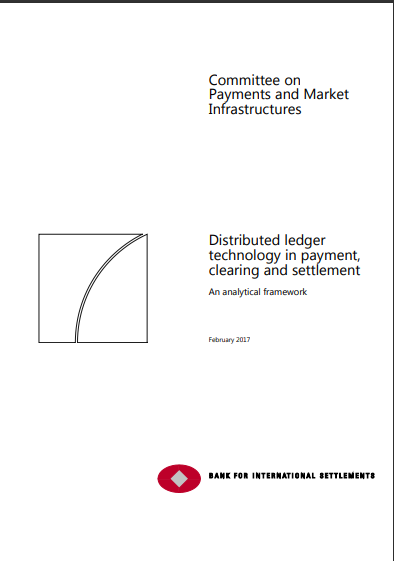 Committee on
Payments and Market
Infrastructures
Distributed ledger
technology in payment,
clearing and settlement
An analytical framework
February 2017
BANK FOR INTERNATIONAL SETTLEMENTS